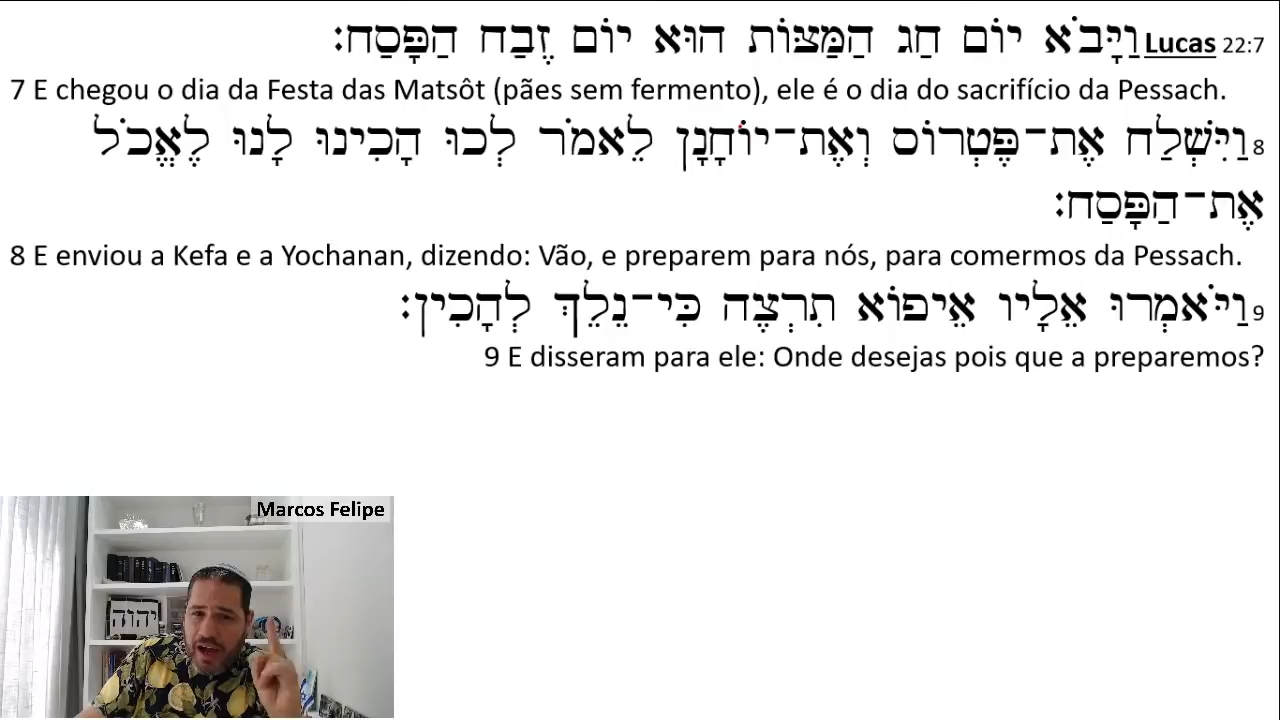 Lucas 22:7 וַיָּבֹא יוֹם חַג הַמַּצּוֹת הוּא יוֹם זֶבַח הַפָּסַח׃
7 E chegou o dia da Festa das Matsôt (pães sem fermento), ele é o dia do sacrifício da Pessach.
8 וַיִּשְׁלַח אֶת־פֶּטְרוֹס וְאֶת־יוֹחָנָן לֵאמֹר לְכוּ הָכִינוּ לָנוּ לֶאֱכֹל
אֶת־הַפָּסַח׃
8 E enviou a Kefa e a Yochanan, dizendo: Vão, e preparem para nós, para comermos da Pessach.
9 וַיֹּאמְרוּ אֵלָיו אֵיפוֹא תִרְצֶה כִּי־נֵלֵךְ לְהָכִין׃
9 E disseram para ele: Onde desejas pois que a preparemos?
Marcos Felipe
יהוה